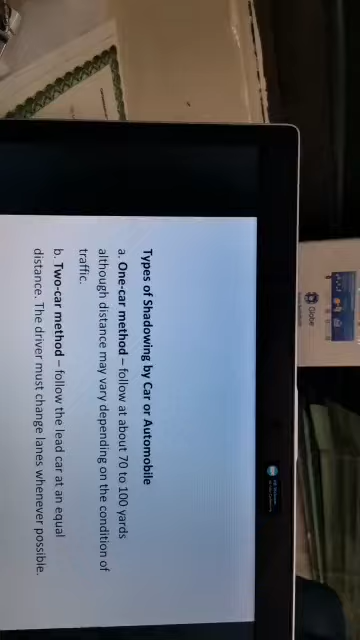 Types of Shadowing by Car or Automobile
a. One-car method – follow at about 70 to 100 yards
although distance may vary depending on the condition of
traffic.
b. Two-car method – follow the lead car at an equal
distance. The driver must change lanes whenever possible.
Globe